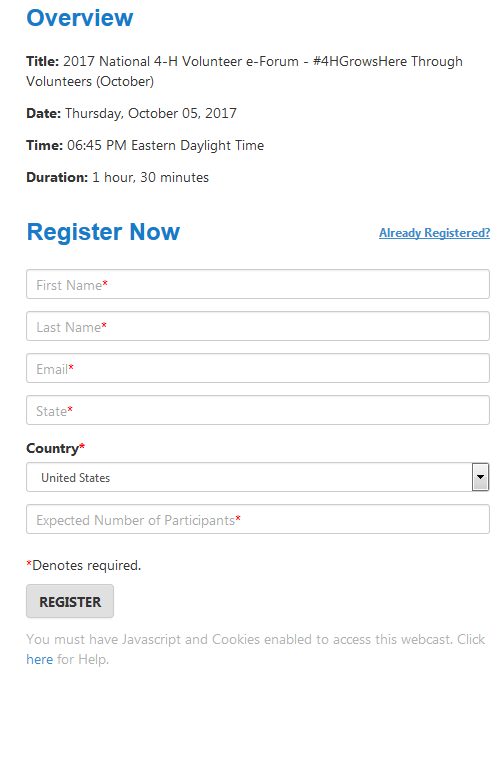 Overview
Title: 2017 National 4-H Volunteer e-Forum - #4HGrowsHere Through
Volunteers (October)
Date: Thursday, October 05, 2017
Time: 06:45 PM Eastern Daylight Time
Duration: 1 hour, 30 minutes
Register Now
Already Registered?
First Name*
Last Name*
Email*
State*
Country*
United States
Expected Number of Participants*
*Denotes required.
REGISTER
You must have Javascript and Cookies enabled to access this webcast. Click
here for Help.